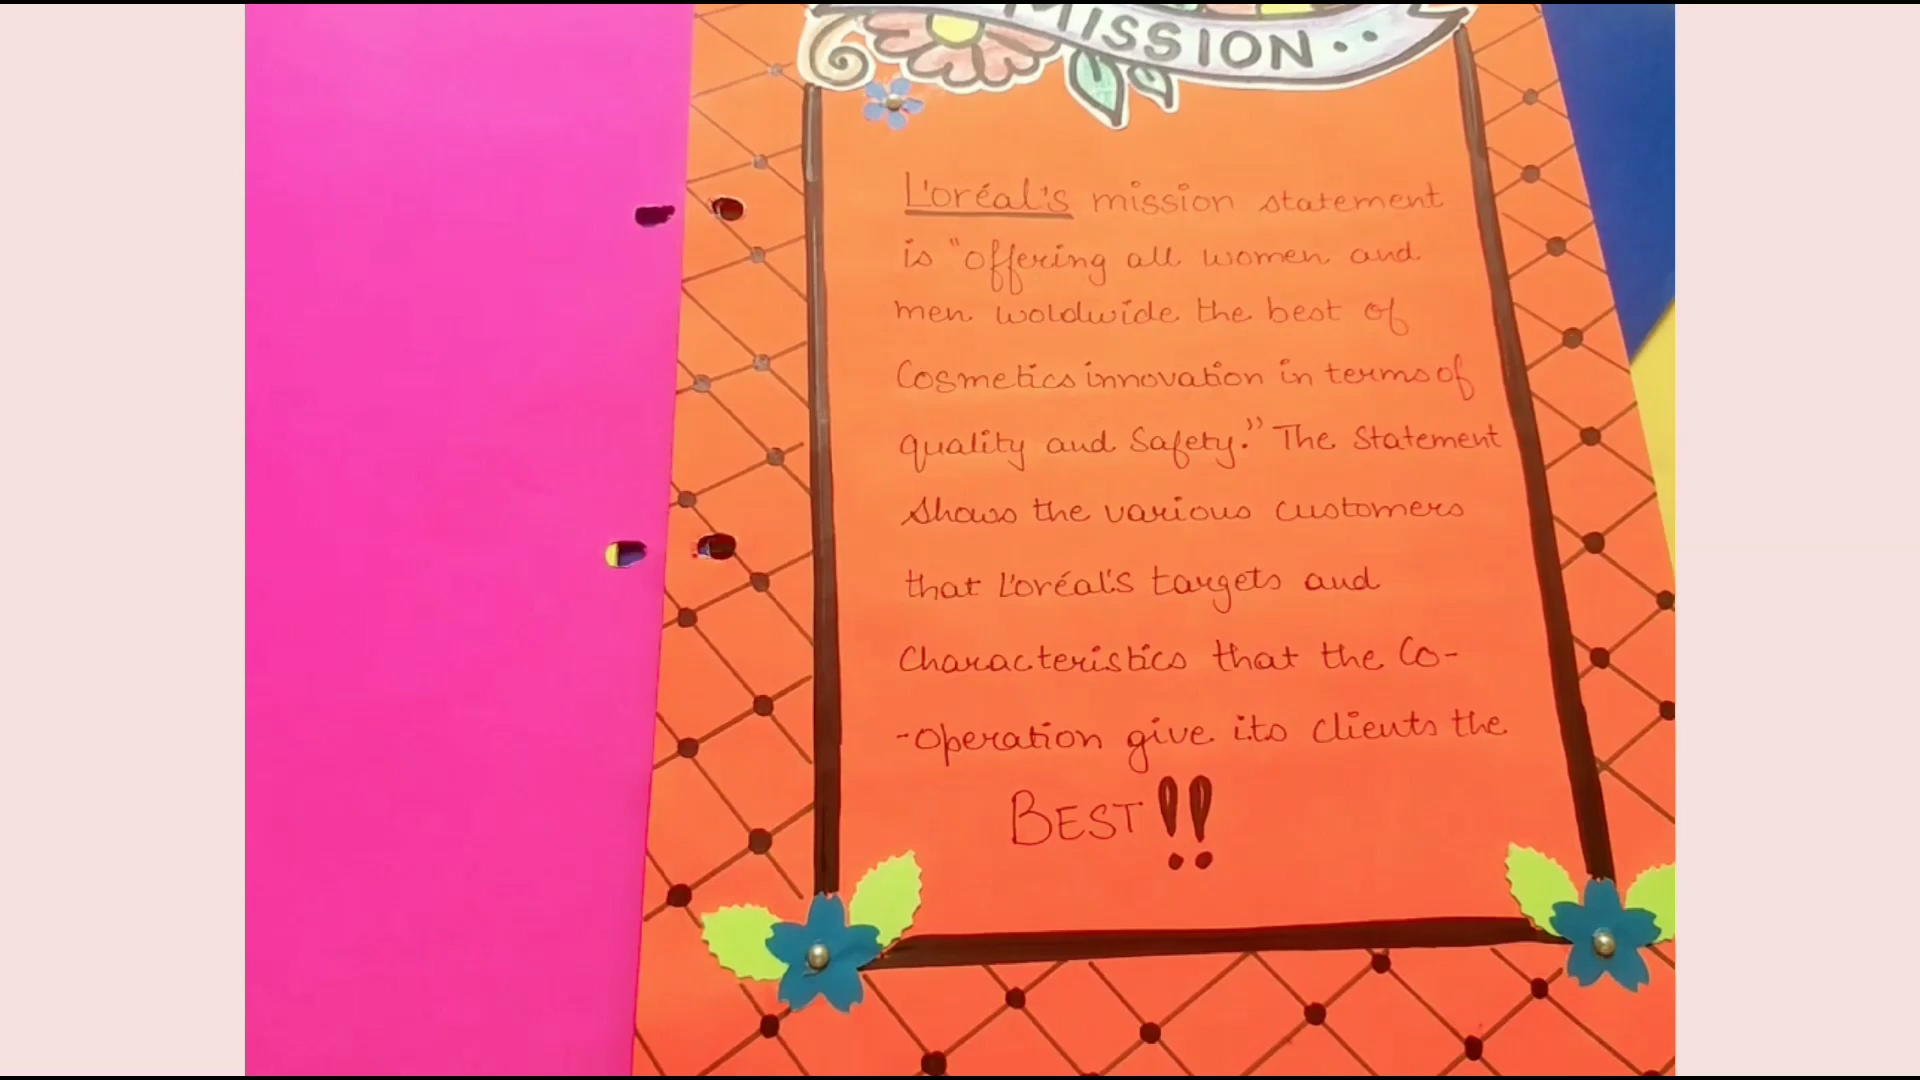 MISSION..
L'oréal's mission statement
is "offering all women and
men woldwide the best of
Cosmetics innovation in terms of
quality and Safety." The Statement
shows the various customers
that L'oréal's targets and
characteristics that the Co-
-operation give its clients the
BEST!!